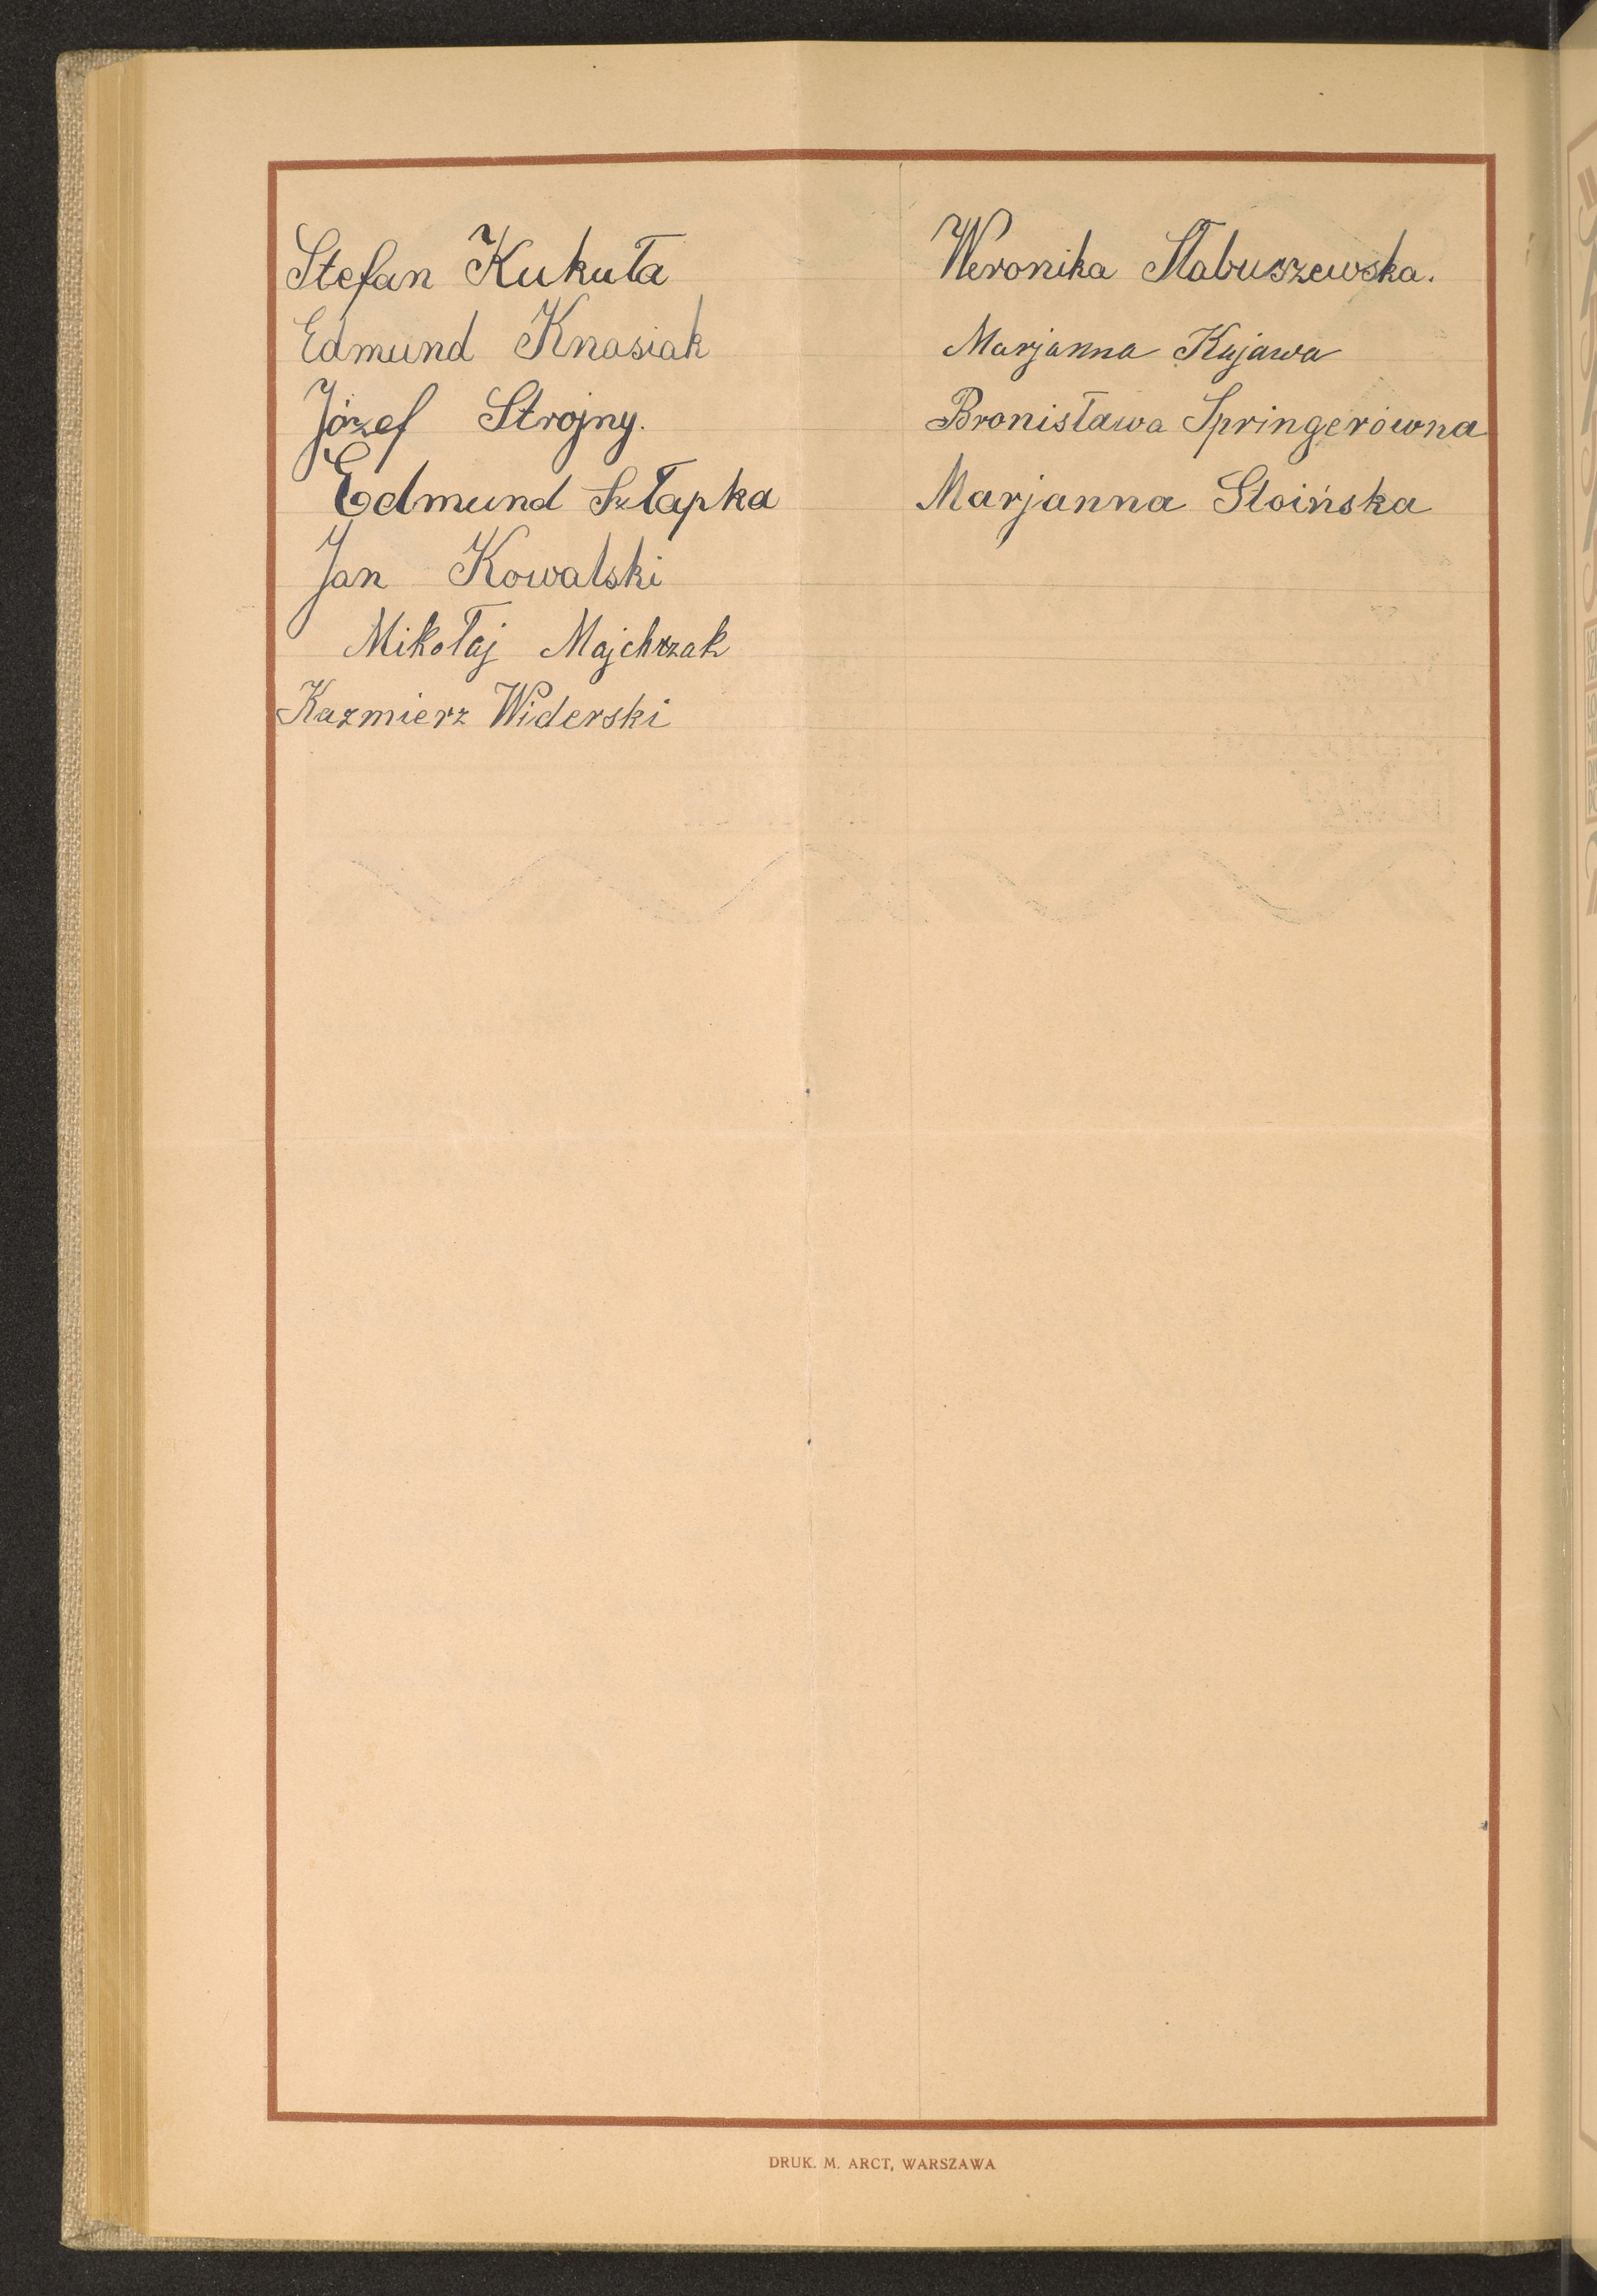 Stefan Kukuła
Edmund Knasiak
Józef Strojny.
Edmund Szłapka
Jan Kowalski
Mikołaj Majchrzak
Kazmierz Widerski
Weronika Słabuszewska.
Marjanna Kujawa
Bronisława Springerówna
Marjanna Stoińska
DRUK. M. ARCT, WARSZAWA